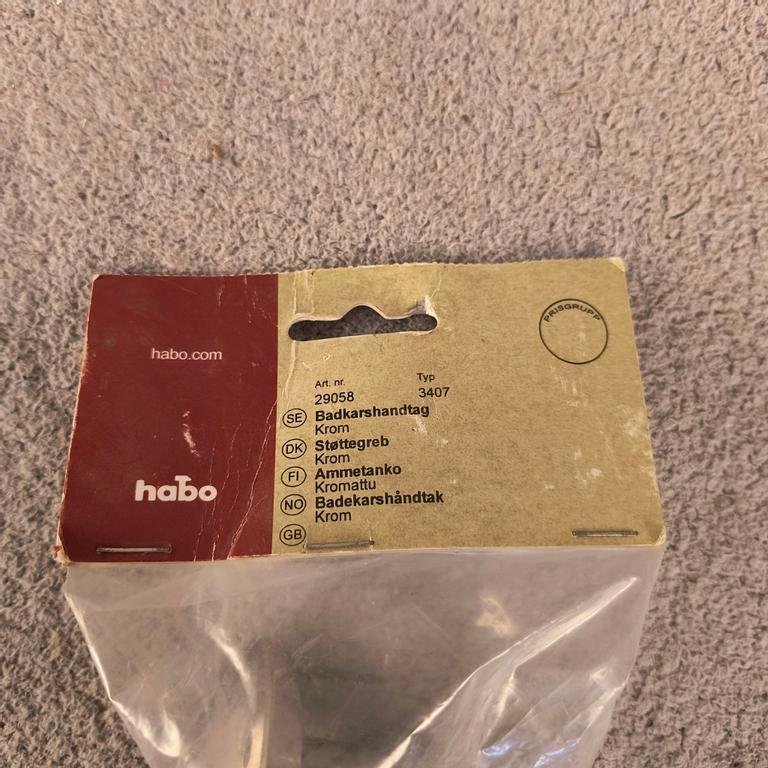 habo.com
habo
PRISGRUPP
Art. nr. Typ
29058 3407
SE Badkarshandtag
Krom
DK Støttegreb
Krom
FI Ammetanko
Kromattu
NO Badekarshåndtak
Krom
GB